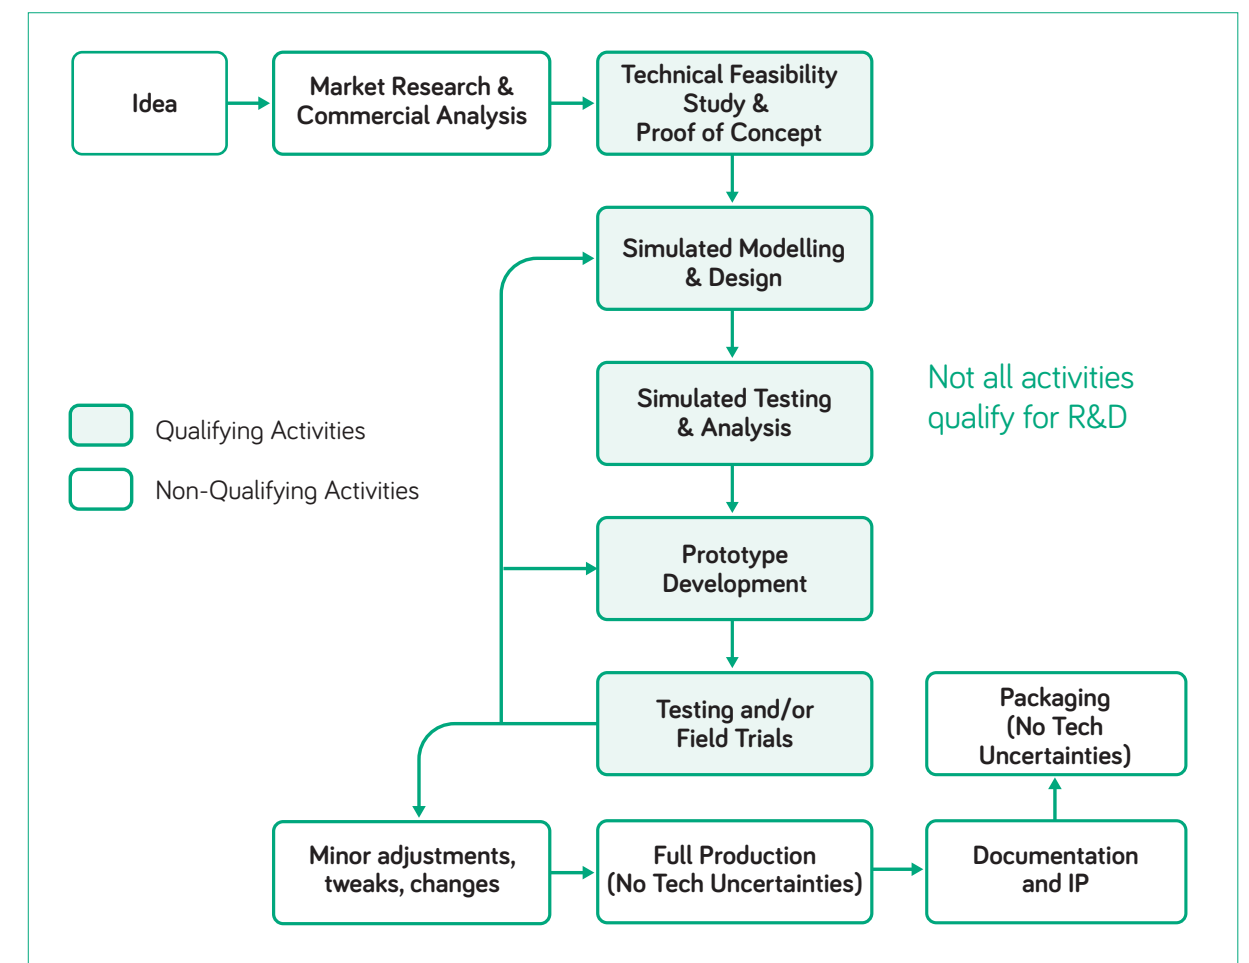 Idea
Market Research &
Commercial Analysis
Technical Feasibility
Study &
Proof of Concept
Simulated Modelling
& Design
Simulated Testing
& Analysis
Not all activities
qualify for R&D
Qualifying Activities
Non-Qualifying Activities
Prototype
Development
Testing and/or
Field Trials
Packaging
(No Tech
Uncertainties)
Minor adjustments,
tweaks, changes
Full Production
(No Tech Uncertainties)
Documentation
and IP